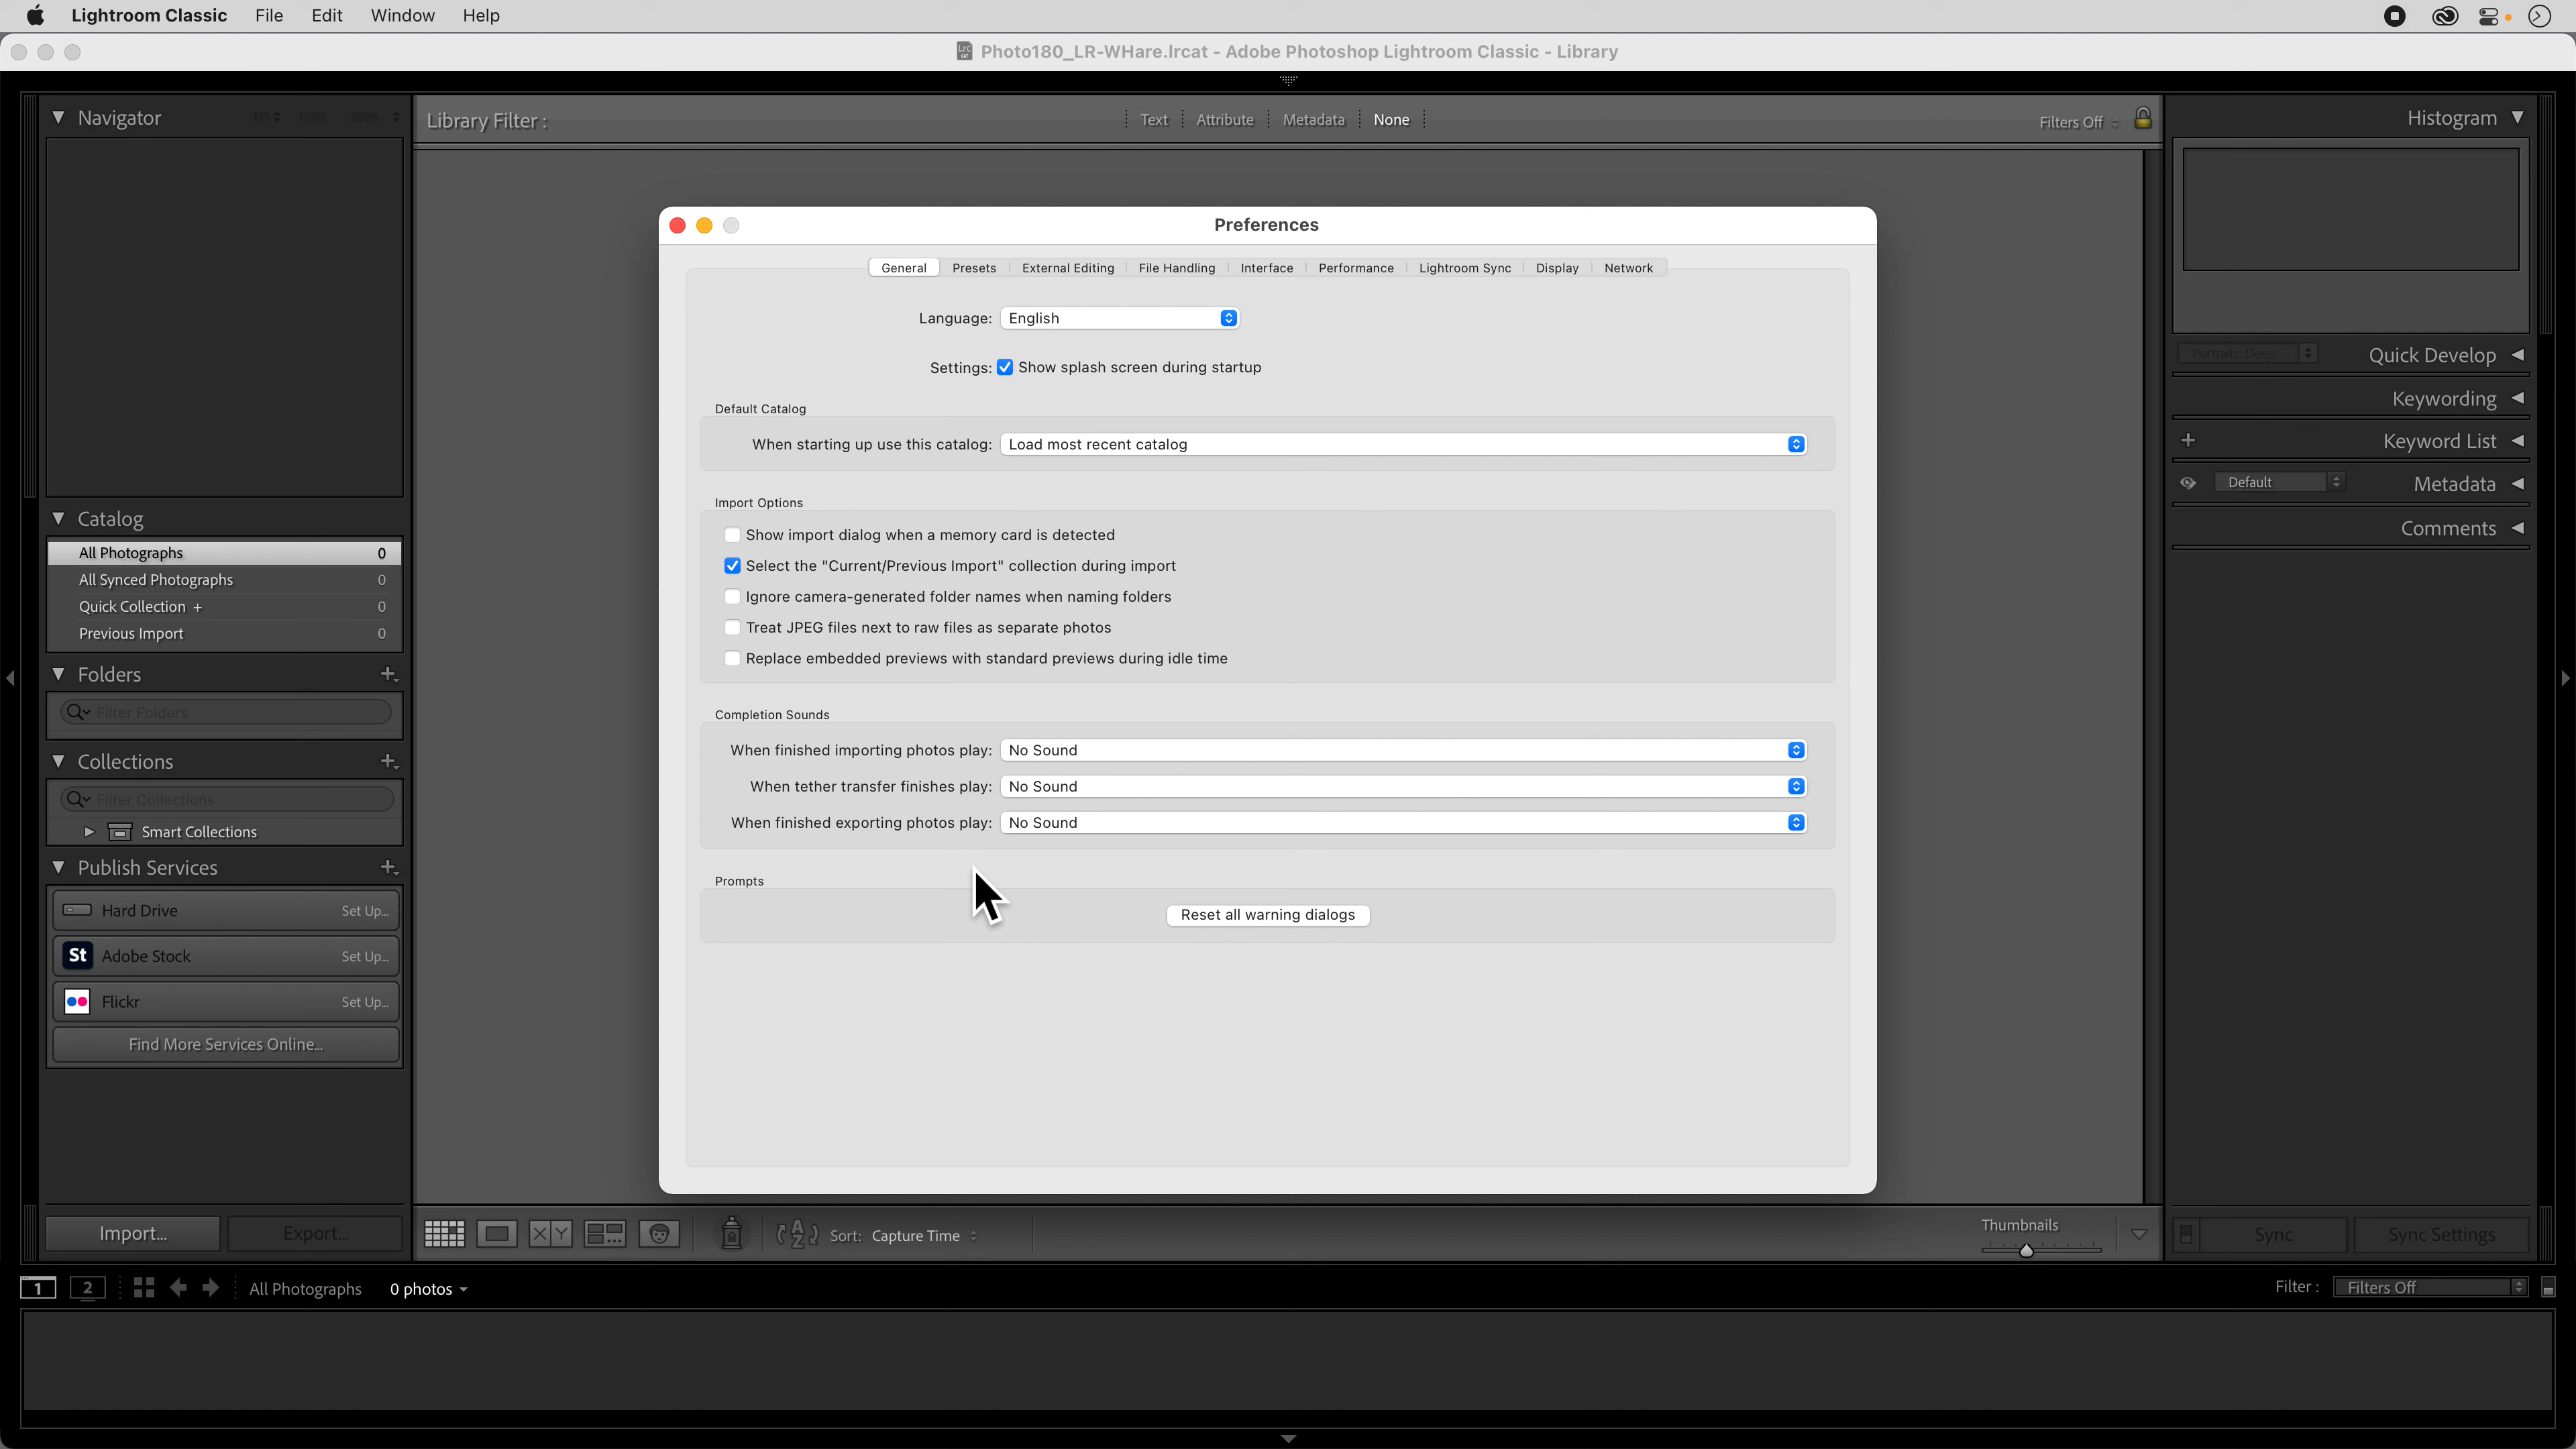 Lightroom Classic File Edit Window Help
Photo180_LR-WHare.lrcat - Adobe Photoshop Lightroom Classic - Library
Navigator FIT 100% 300%
Library Filter : Text Attribute Metadata None Filters Off
Histogram
Preferences
General Presets External Editing File Handling Interface Performance Lightroom Sync Display Network
Language: English
Settings: Show splash screen during startup
Default Catalog
When starting up use this catalog: Load most recent catalog
Import Options
Show import dialog when a memory card is detected
Select the "Current/Previous Import" collection during import
Ignore camera-generated folder names when naming folders
Treat JPEG files next to raw files as separate photos
Replace embedded previews with standard previews during idle time
Completion Sounds
When finished importing photos play: No Sound
When tether transfer finishes play: No Sound
When finished exporting photos play: No Sound
Prompts
Reset all warning dialogs
Catalog
All Photographs 0
All Synced Photographs 0
Quick Collection + 0
Previous Import 0
Folders
Filter Folders
Collections
Filter Collections
Smart Collections
Publish Services
Hard Drive Set Up...
St Adobe Stock Set Up...
Flickr Set Up...
Find More Services Online...
Portraits: Deep... Quick Develop
Keywording
Keyword List
Default Metadata
Comments
Import... Export...
X Y Sort: Capture Time
Thumbnails
Sync Sync Settings
1 2 All Photographs 0 photos
Filter : Filters Off